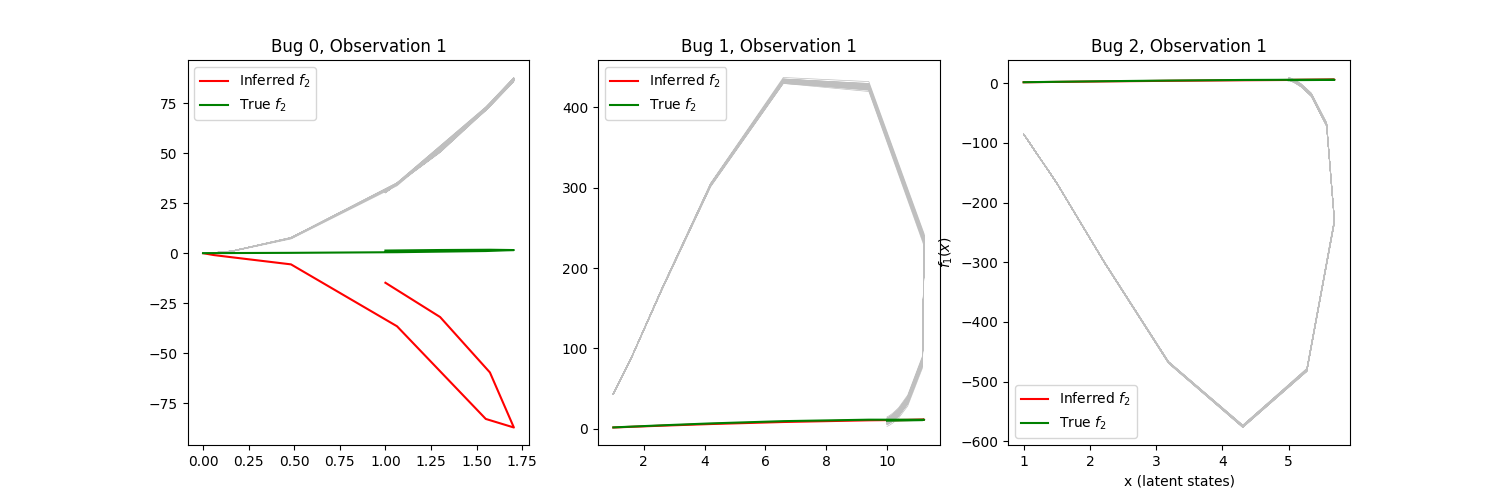 Bug 0, Observation 1
Inferred f₂
True f₂
75
50
25
0
−25
−50
−75
0.00 0.25 0.50 0.75 1.00 1.25 1.50 1.75
Bug 1, Observation 1
Inferred f₂
True f₂
400
300
200
100
0
2 4 6 8 10
Bug 2, Observation 1
f₁(x)
0
−100
−200
−300
−400
−500
−600
Inferred f₂
True f₂
1 2 3 4 5
x (latent states)